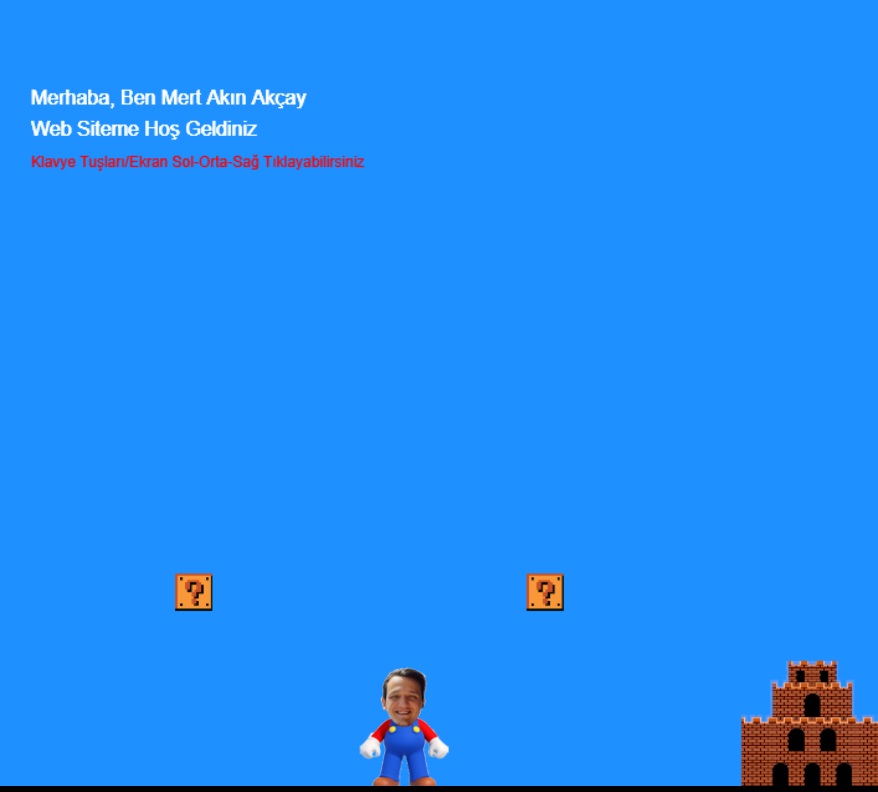 Merhaba, Ben Mert Akın Akçay
Web Siteme Hoş Geldiniz
Klavye Tuşları/Ekran Sol-Orta-Sağ Tıklayabilirsiniz
? ?